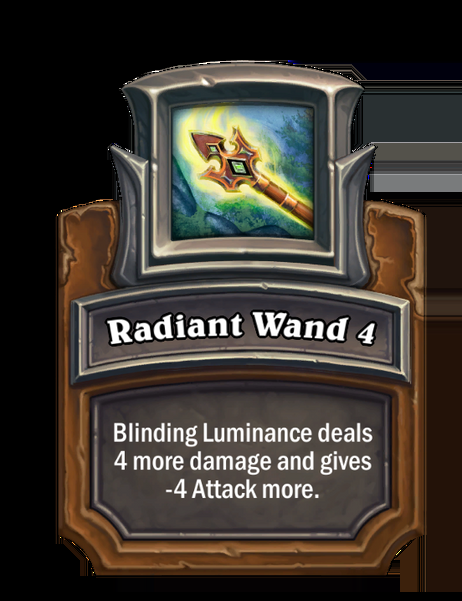 Radiant Wand 4
Blinding Luminance deals
4 more damage and gives
-4 Attack more.